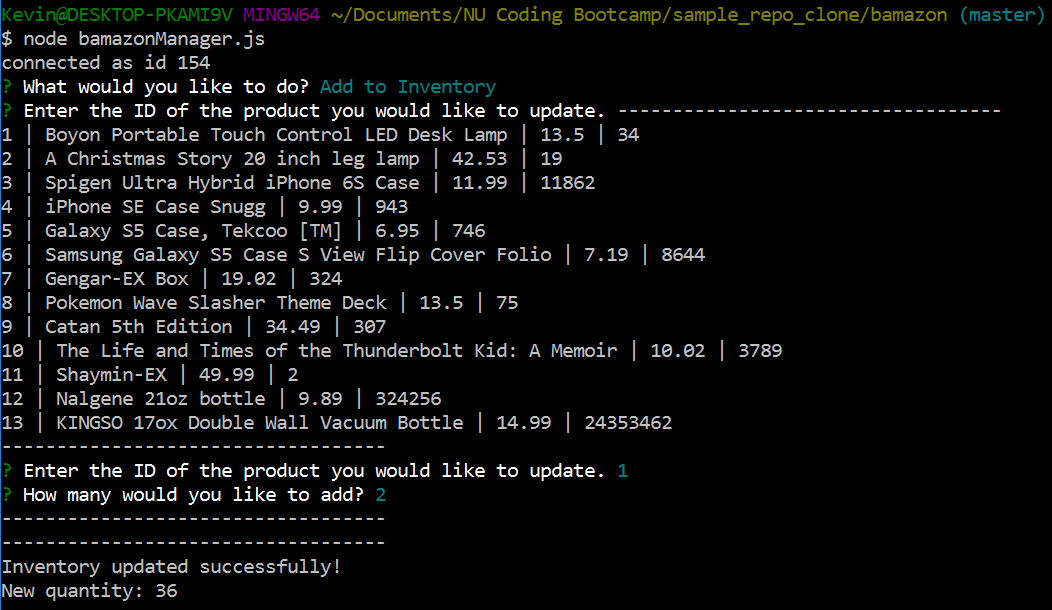 Kevin@DESKTOP-PKAMI9V MINGW64 ~/Documents/NU Coding Bootcamp/sample_repo_clone/bamazon (master)
$ node bamazonManager.js
connected as id 154
? What would you like to do? Add to Inventory
? Enter the ID of the product you would like to update. -----------------------------------
1 | Boyon Portable Touch Control LED Desk Lamp | 13.5 | 34
2 | A Christmas Story 20 inch leg lamp | 42.53 | 19
3 | Spigen Ultra Hybrid iPhone 6S Case | 11.99 | 11862
4 | iPhone SE Case Snugg | 9.99 | 943
5 | Galaxy S5 Case, Tekcoo [TM] | 6.95 | 746
6 | Samsung Galaxy S5 Case S View Flip Cover Folio | 7.19 | 8644
7 | Gengar-EX Box | 19.02 | 324
8 | Pokemon Wave Slasher Theme Deck | 13.5 | 75
9 | Catan 5th Edition | 34.49 | 307
10 | The Life and Times of the Thunderbolt Kid: A Memoir | 10.02 | 3789
11 | Shaymin-EX | 49.99 | 2
12 | Nalgene 21oz bottle | 9.89 | 324256
13 | KINGSO 17ox Double Wall Vacuum Bottle | 14.99 | 24353462
-----------------------------------
? Enter the ID of the product you would like to update. 1
? How many would you like to add? 2
-----------------------------------
-----------------------------------
Inventory updated successfully!
New quantity: 36